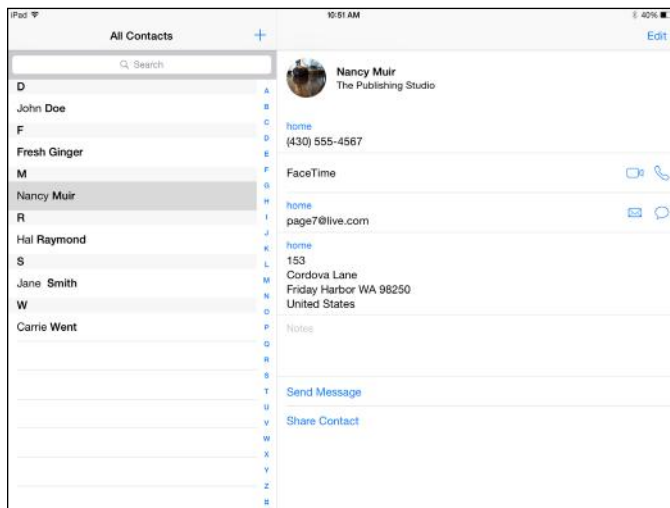 iPad
10:51 AM
40%
All Contacts
+
Edit
Search
D
John Doe
F
Fresh Ginger
M
Nancy Muir
R
Hal Raymond
S
Jane Smith
W
Carrie Went
A
B
C
D
E
F
G
H
I
J
K
L
M
N
O
P
Q
R
S
T
U
V
W
X
Y
Z
#
Nancy Muir
The Publishing Studio
home
(430) 555-4567
FaceTime
home
page7@live.com
home
153
Cordova Lane
Friday Harbor WA 98250
United States
Notes
Send Message
Share Contact